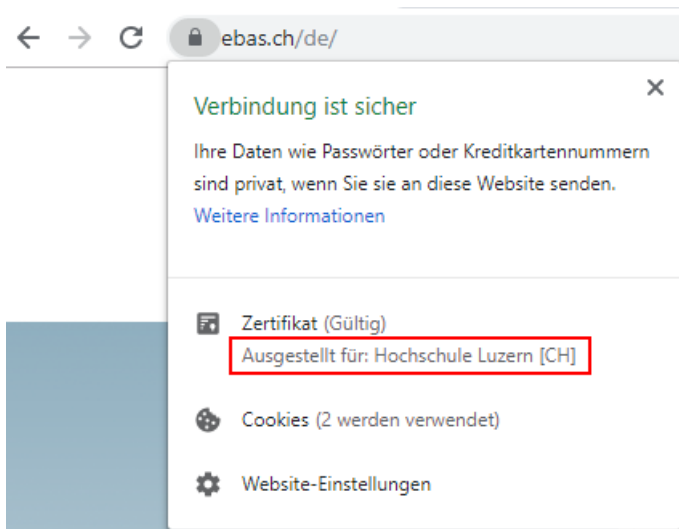 ebas.ch/de/
Verbindung ist sicher
Ihre Daten wie Passwörter oder Kreditkartennummern
sind privat, wenn Sie sie an diese Website senden.
Weitere Informationen
Zertifikat (Gültig)
Ausgestellt für: Hochschule Luzern [CH]
Cookies (2 werden verwendet)
Website-Einstellungen